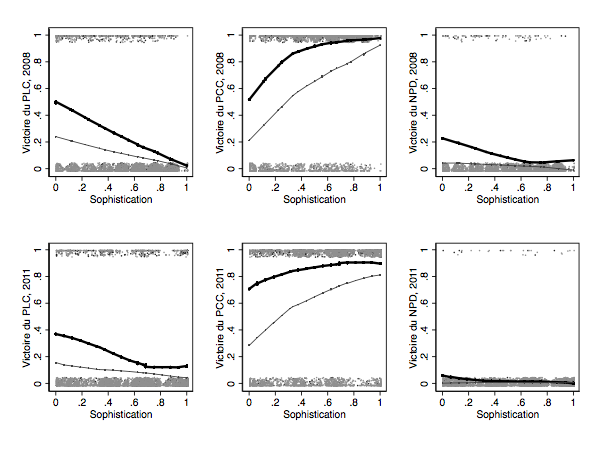 Victoire du PLC, 2008
0 .2 .4 .6 .8 1
0 .2 .4 .6 .8 1
Sophistication
Victoire du PCC, 2008
0 .2 .4 .6 .8 1
0 .2 .4 .6 .8 1
Sophistication
Victoire du NPD, 2008
0 .2 .4 .6 .8 1
0 .2 .4 .6 .8 1
Sophistication
Victoire du PLC, 2011
0 .2 .4 .6 .8 1
0 .2 .4 .6 .8 1
Sophistication
Victoire du PCC, 2011
0 .2 .4 .6 .8 1
0 .2 .4 .6 .8 1
Sophistication
Victoire du NPD, 2011
0 .2 .4 .6 .8 1
0 .2 .4 .6 .8 1
Sophistication